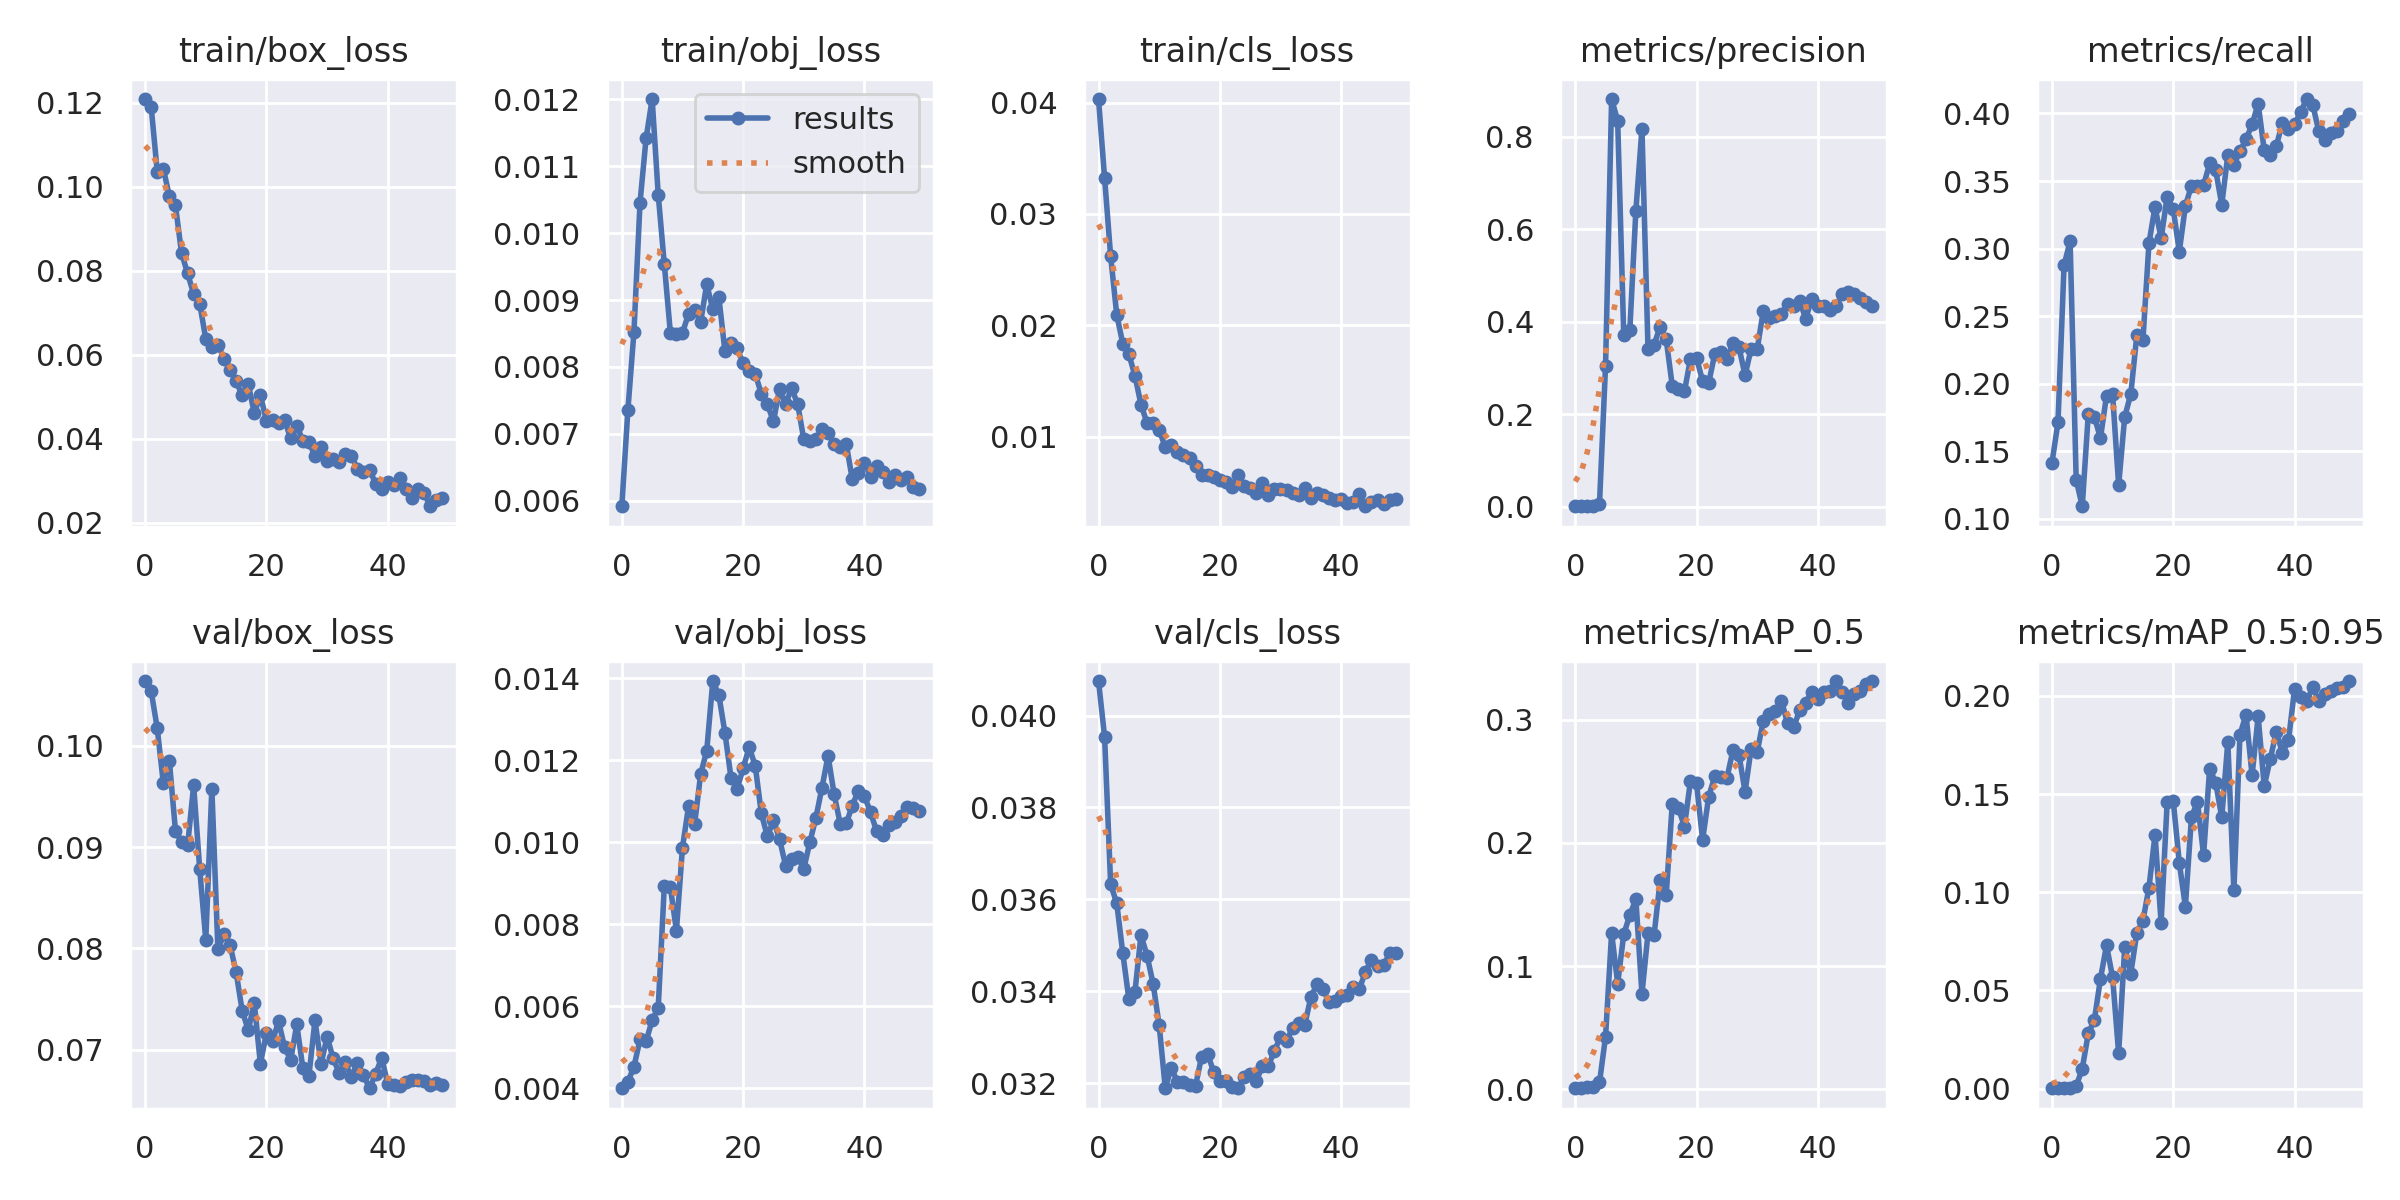 train/box_loss
0.12
0.10
0.08
0.06
0.04
0.02
0 20 40
train/obj_loss
results
smooth
0.012
0.011
0.010
0.009
0.008
0.007
0.006
0 20 40
train/cls_loss
0.04
0.03
0.02
0.01
0 20 40
metrics/precision
0.8
0.6
0.4
0.2
0.0
0 20 40
metrics/recall
0.40
0.35
0.30
0.25
0.20
0.15
0.10
0 20 40
val/box_loss
0.10
0.09
0.08
0.07
0 20 40
val/obj_loss
0.014
0.012
0.010
0.008
0.006
0.004
0 20 40
val/cls_loss
0.040
0.038
0.036
0.034
0.032
0 20 40
metrics/mAP_0.5
0.3
0.2
0.1
0.0
0 20 40
metrics/mAP_0.5:0.95
0.20
0.15
0.10
0.05
0.00
0 20 40